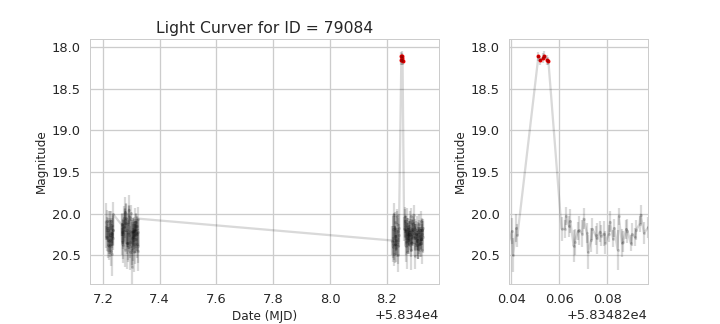 Light Curver for ID = 79084
18.0
18.5
19.0
19.5
20.0
20.5
Magnitude
7.2 7.4 7.6 7.8 8.0 8.2
Date (MJD)
+5.834e4
18.0
18.5
19.0
19.5
20.0
20.5
Magnitude
0.04 0.06 0.08
+5.83482e4